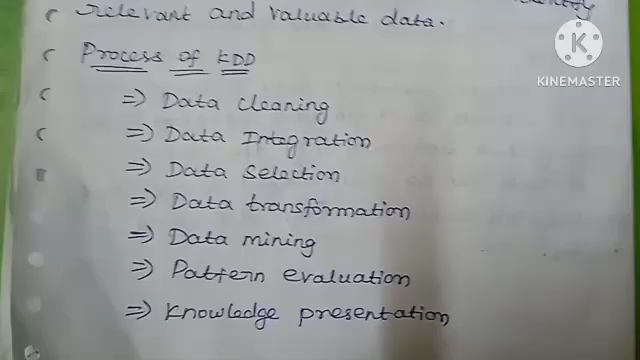 relevant and valuable data.
Process of KDD
K
KINEMASTER
=> Data cleaning
=> Data Integration
=> Data selection
=> Data transformation
=> Data mining
=> Pattern evaluation
=> Knowledge presentation